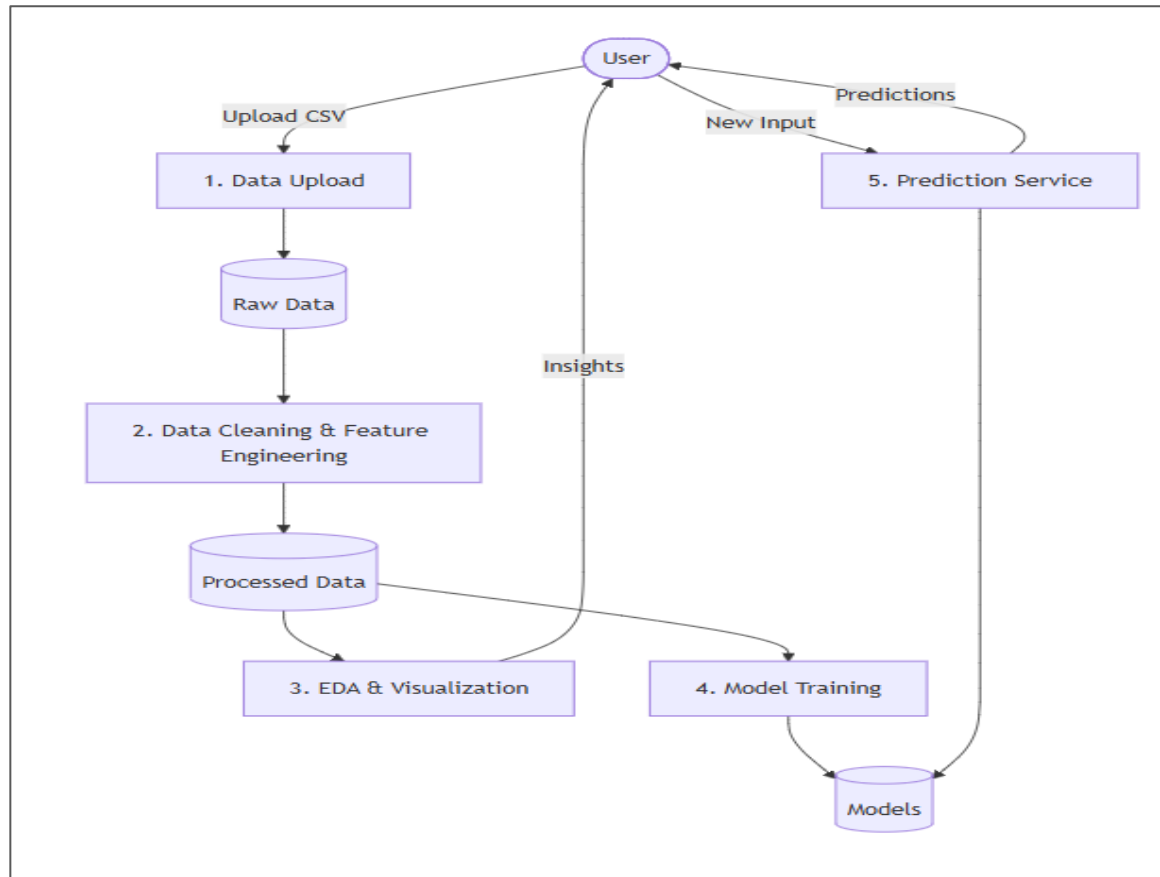 User
Predictions
Upload CSV
New Input
1. Data Upload
5. Prediction Service
Raw Data
Insights
2. Data Cleaning & Feature
Engineering
Processed Data
3. EDA & Visualization
4. Model Training
Models